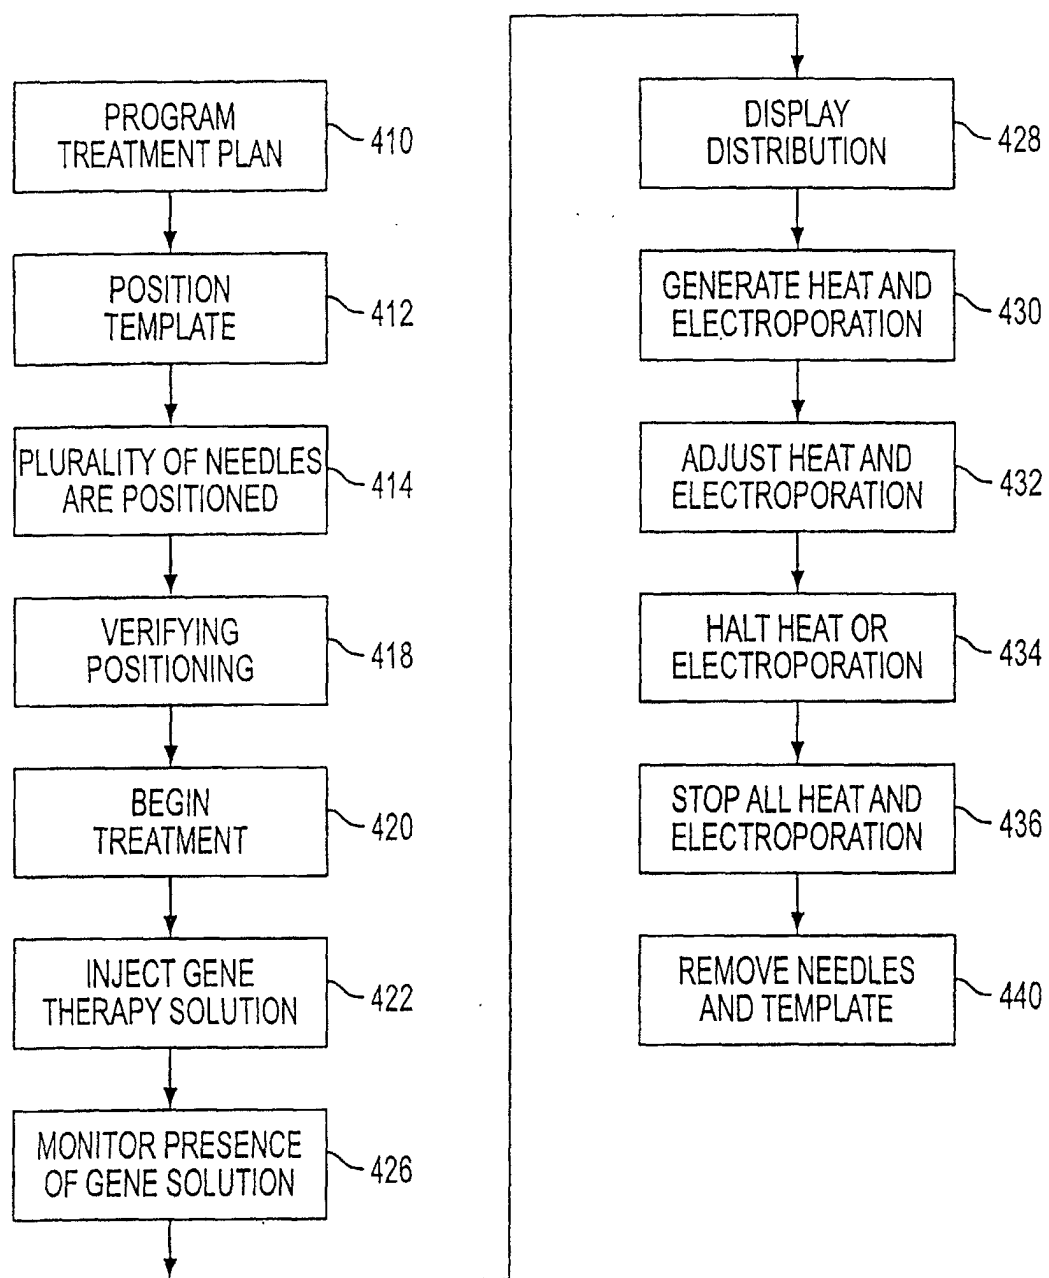 PROGRAM
TREATMENT PLAN
410
POSITION
TEMPLATE
412
PLURALITY OF NEEDLES
ARE POSITIONED
414
VERIFYING
POSITIONING
418
BEGIN
TREATMENT
420
INJECT GENE
THERAPY SOLUTION
422
MONITOR PRESENCE
OF GENE SOLUTION
426
DISPLAY
DISTRIBUTION
428
GENERATE HEAT AND
ELECTROPORATION
430
ADJUST HEAT AND
ELECTROPORATION
432
HALT HEAT OR
ELECTROPORATION
434
STOP ALL HEAT AND
ELECTROPORATION
436
REMOVE NEEDLES
AND TEMPLATE
440